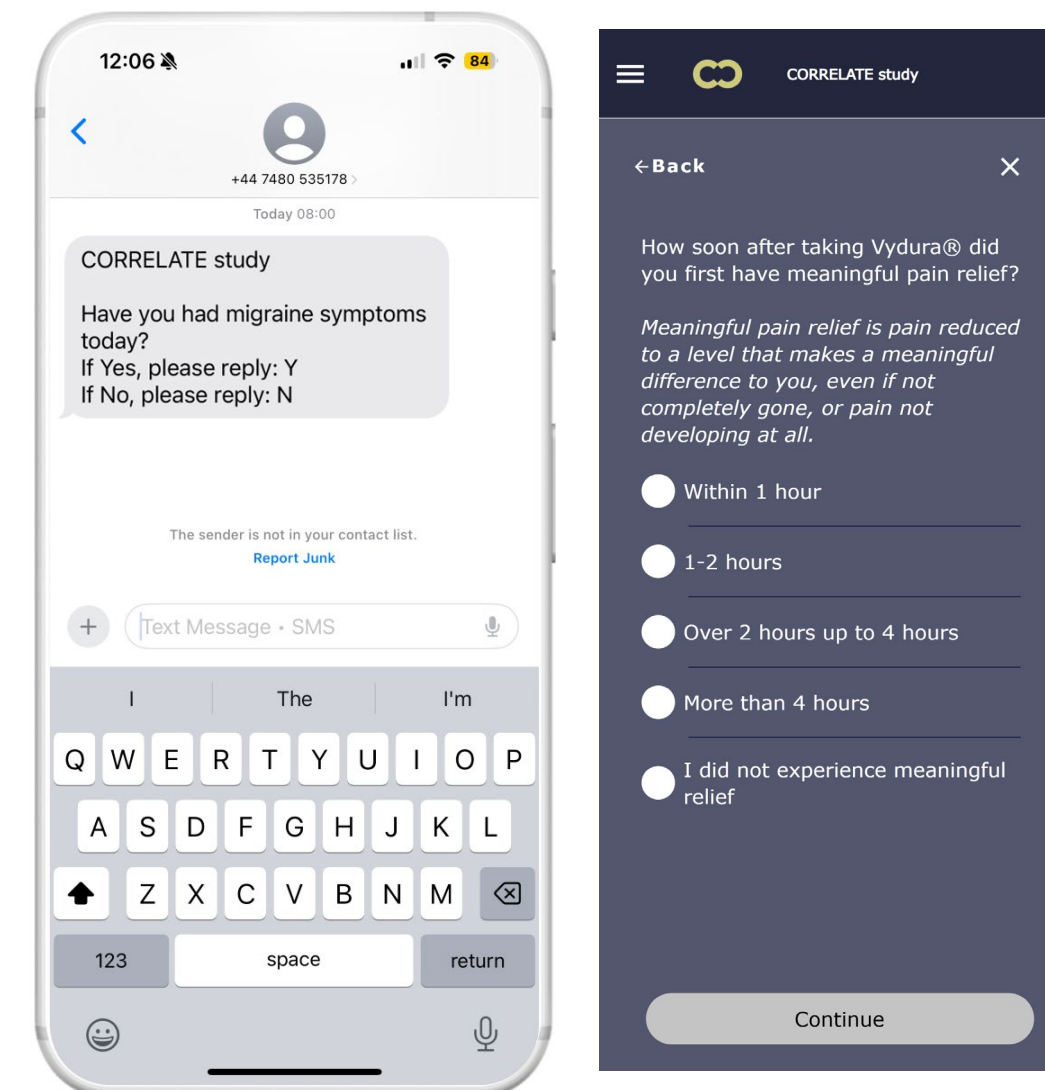 12:06
84
+44 7480 535178 >
Today 08:00
CORRELATE study
Have you had migraine symptoms
today?
If Yes, please reply: Y
If No, please reply: N
The sender is not in your contact list.
Report Junk
+
Text Message • SMS
I The I'm
Q W E R T Y U I O P
A S D F G H J K L
Z X C V B N M
123 space return
CORRELATE study
←Back
How soon after taking Vydura® did
you first have meaningful pain relief?
Meaningful pain relief is pain reduced
to a level that makes a meaningful
difference to you, even if not
completely gone, or pain not
developing at all.
Within 1 hour
1-2 hours
Over 2 hours up to 4 hours
More than 4 hours
I did not experience meaningful
relief
Continue